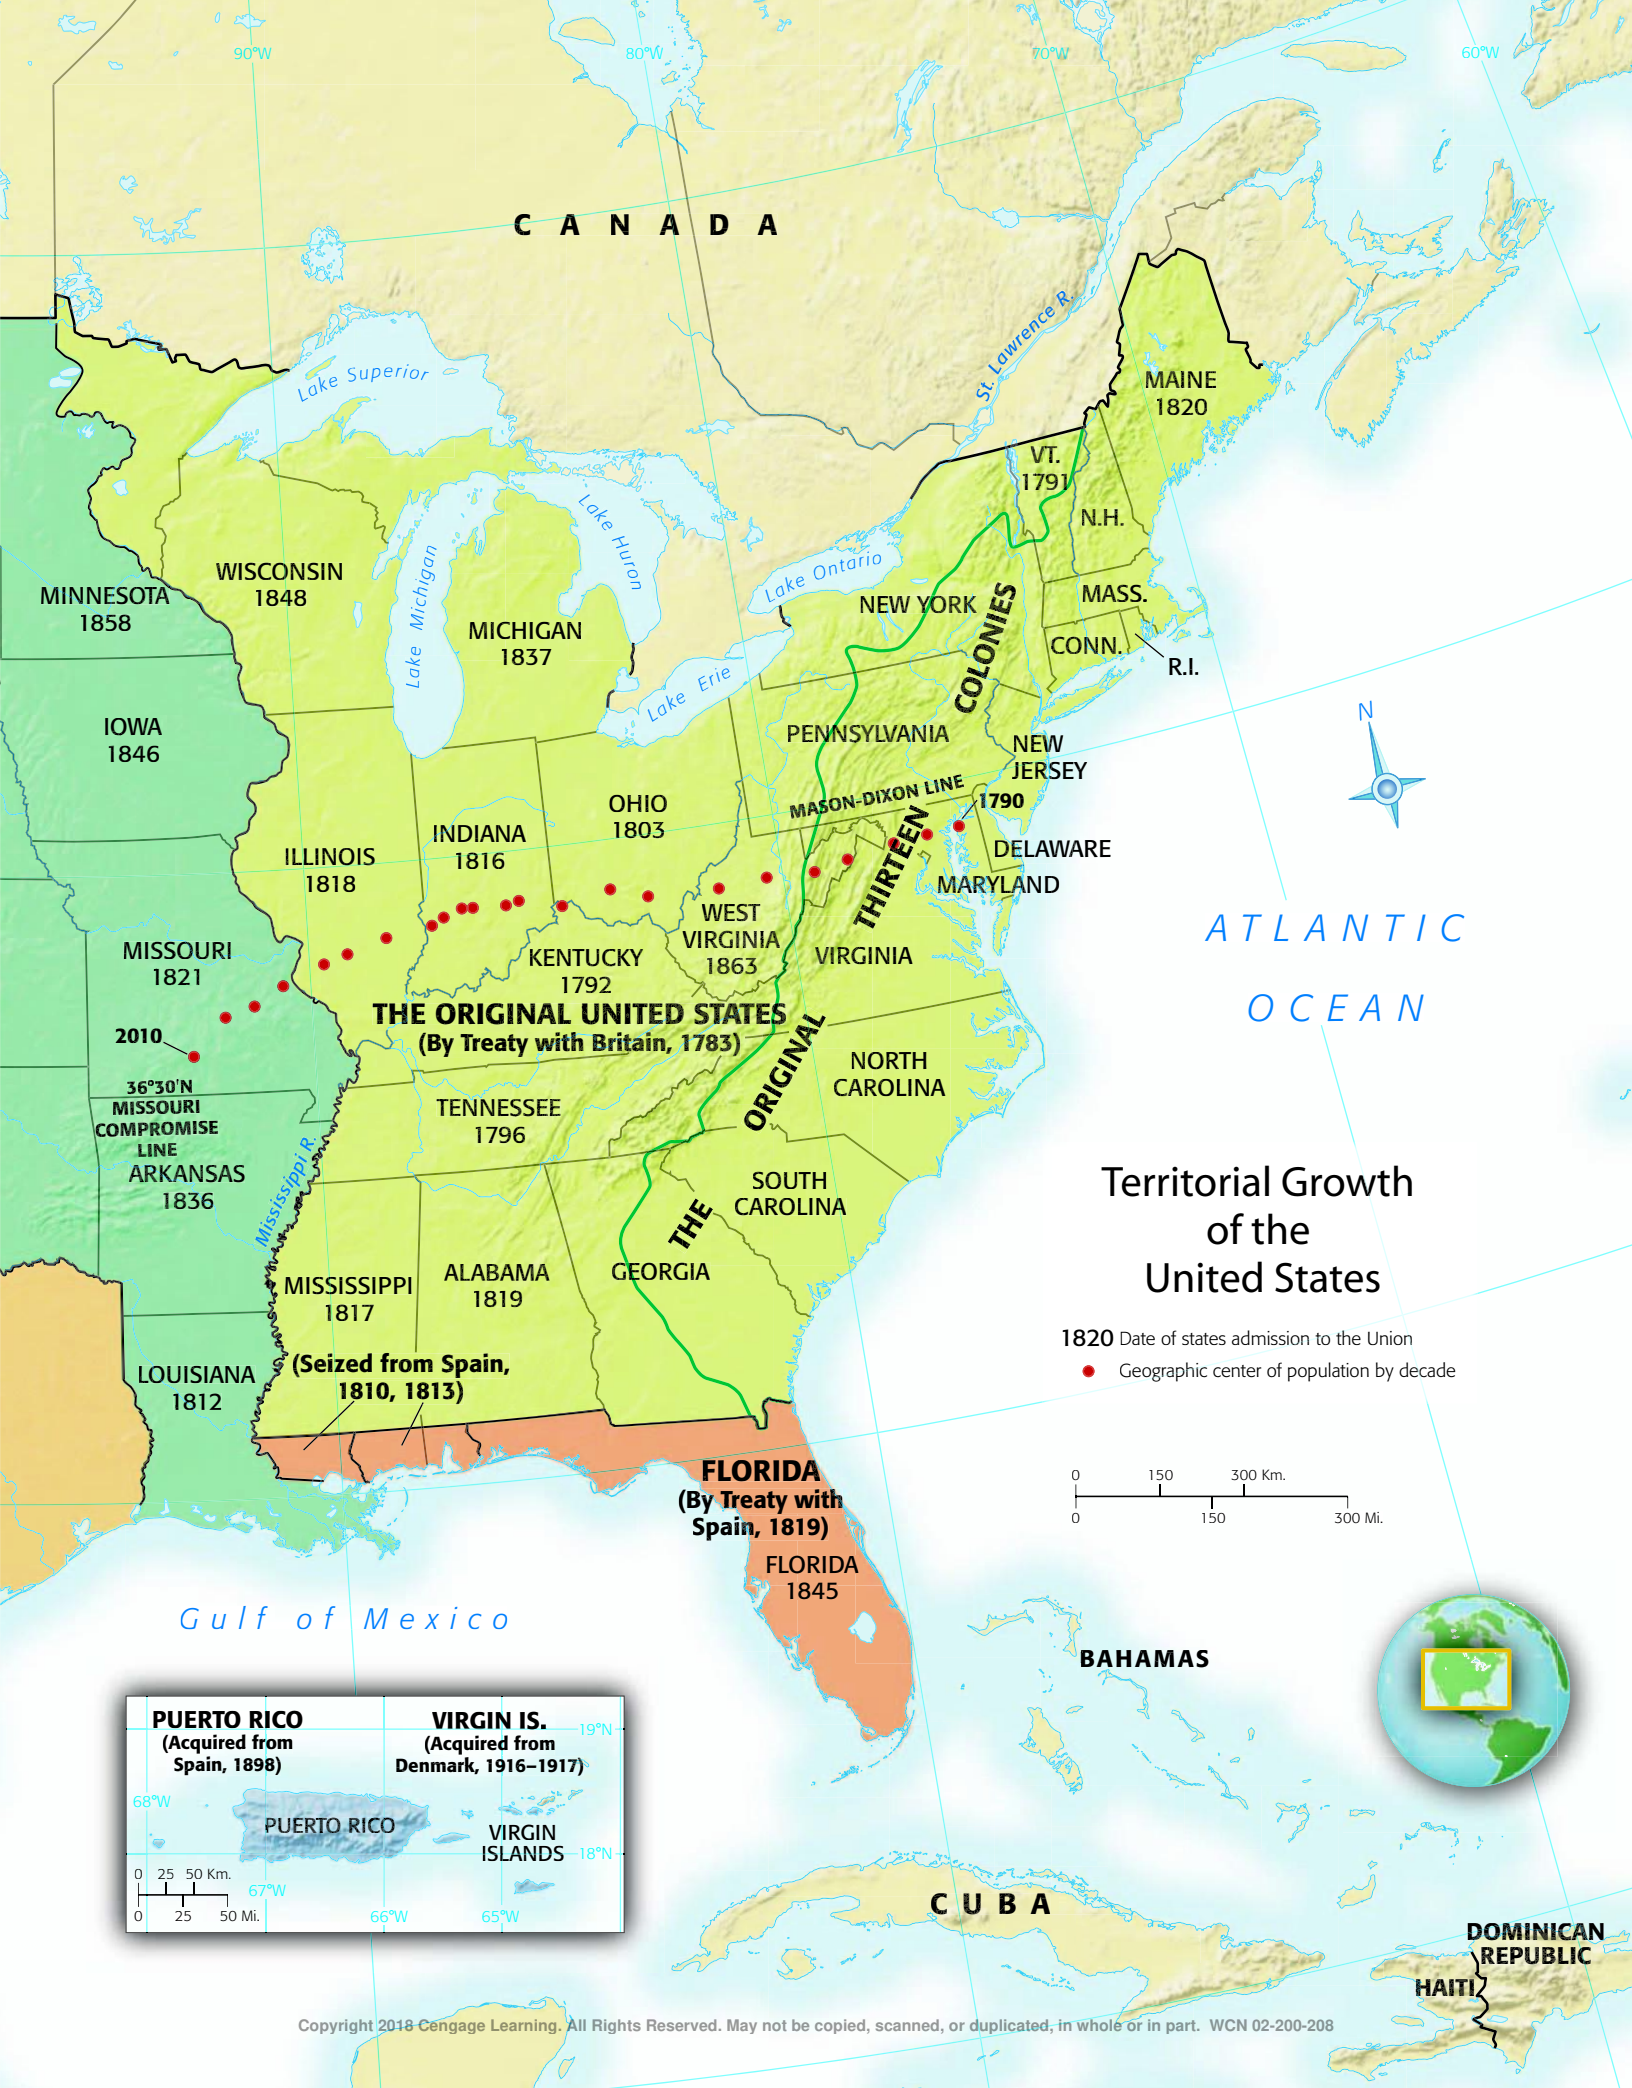 90°W
80°W
70°W
60°W
CANADA
St. Lawrence R.
Lake Superior
MAINE
1820
VT.
1791
N.H.
Lake Huron
Lake Michigan
Lake Ontario
WISCONSIN
1848
MINNESOTA
1858
MICHIGAN
1837
NEW YORK
MASS.
CONN.
R.I.
Lake Erie
N
IOWA
1846
PENNSYLVANIA
NEW
JERSEY
MASON-DIXON LINE
1790
OHIO
1803
INDIANA
1816
ILLINOIS
1818
DELAWARE
MARYLAND
THE ORIGINAL THIRTEEN COLONIES
WEST
VIRGINIA
1863
VIRGINIA
KENTUCKY
1792
MISSOURI
1821
ATLANTIC
OCEAN
THE ORIGINAL UNITED STATES
(By Treaty with Britain, 1783)
2010
36°30'N
MISSOURI
COMPROMISE
LINE
NORTH
CAROLINA
TENNESSEE
1796
ARKANSAS
1836
Mississippi R.
SOUTH
CAROLINA
Territorial Growth
of the
United States
MISSISSIPPI
1817
ALABAMA
1819
GEORGIA
1820 Date of states admission to the Union
Geographic center of population by decade
(Seized from Spain,
1810, 1813)
LOUISIANA
1812
FLORIDA
(By Treaty with
Spain, 1819)
0 150 300 Km.
0 150 300 Mi.
FLORIDA
1845
Gulf of Mexico
BAHAMAS
PUERTO RICO
(Acquired from
Spain, 1898)
VIRGIN IS.
(Acquired from
Denmark, 1916–1917)
19°N
68°W
PUERTO RICO
VIRGIN
ISLANDS
18°N
0 25 50 Km.
67°W
0 25 50 Mi.
66°W
65°W
CUBA
DOMINICAN
REPUBLIC
HAITI
Copyright 2018 Cengage Learning. All Rights Reserved. May not be copied, scanned, or duplicated, in whole or in part. WCN 02-200-208